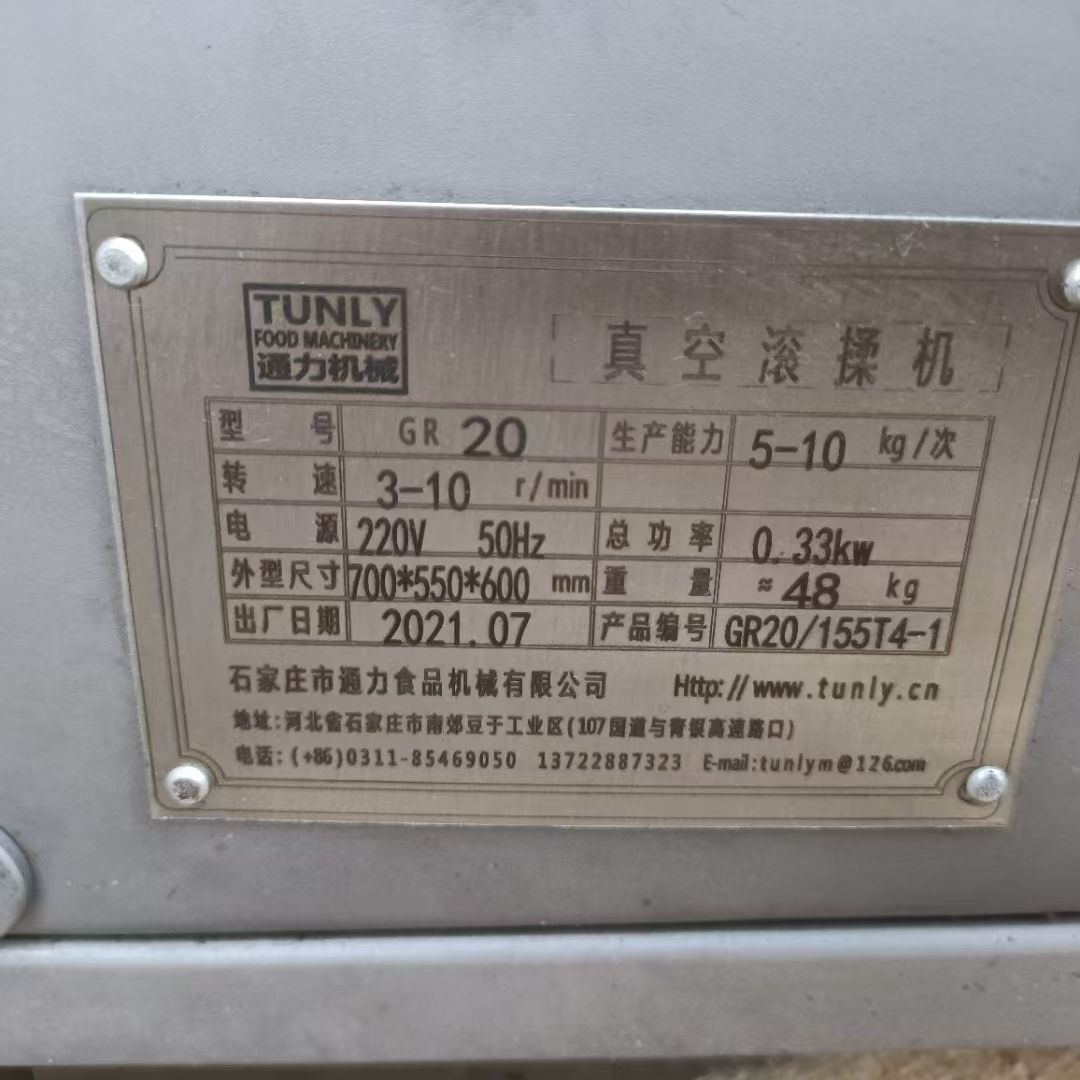 TUNLY
FOOD MACHINERY
通力机械
真空滚揉机
型号 GR 20 生产能力 5-10 kg/次
转速 3-10 r/min
电源 220V 50Hz 总功率 0.33kw
外型尺寸 700*550*600 mm 重量 ≈48 kg
出厂日期 2021.07 产品编号 GR20/155T4-1
石家庄市通力食品机械有限公司 Http://www.tunly.cn
地址:河北省石家庄市南郊豆于工业区(107国道与青银高速路口)
电话:(+86)0311-85469050 13722887323 E-mail:tunlym@126.com